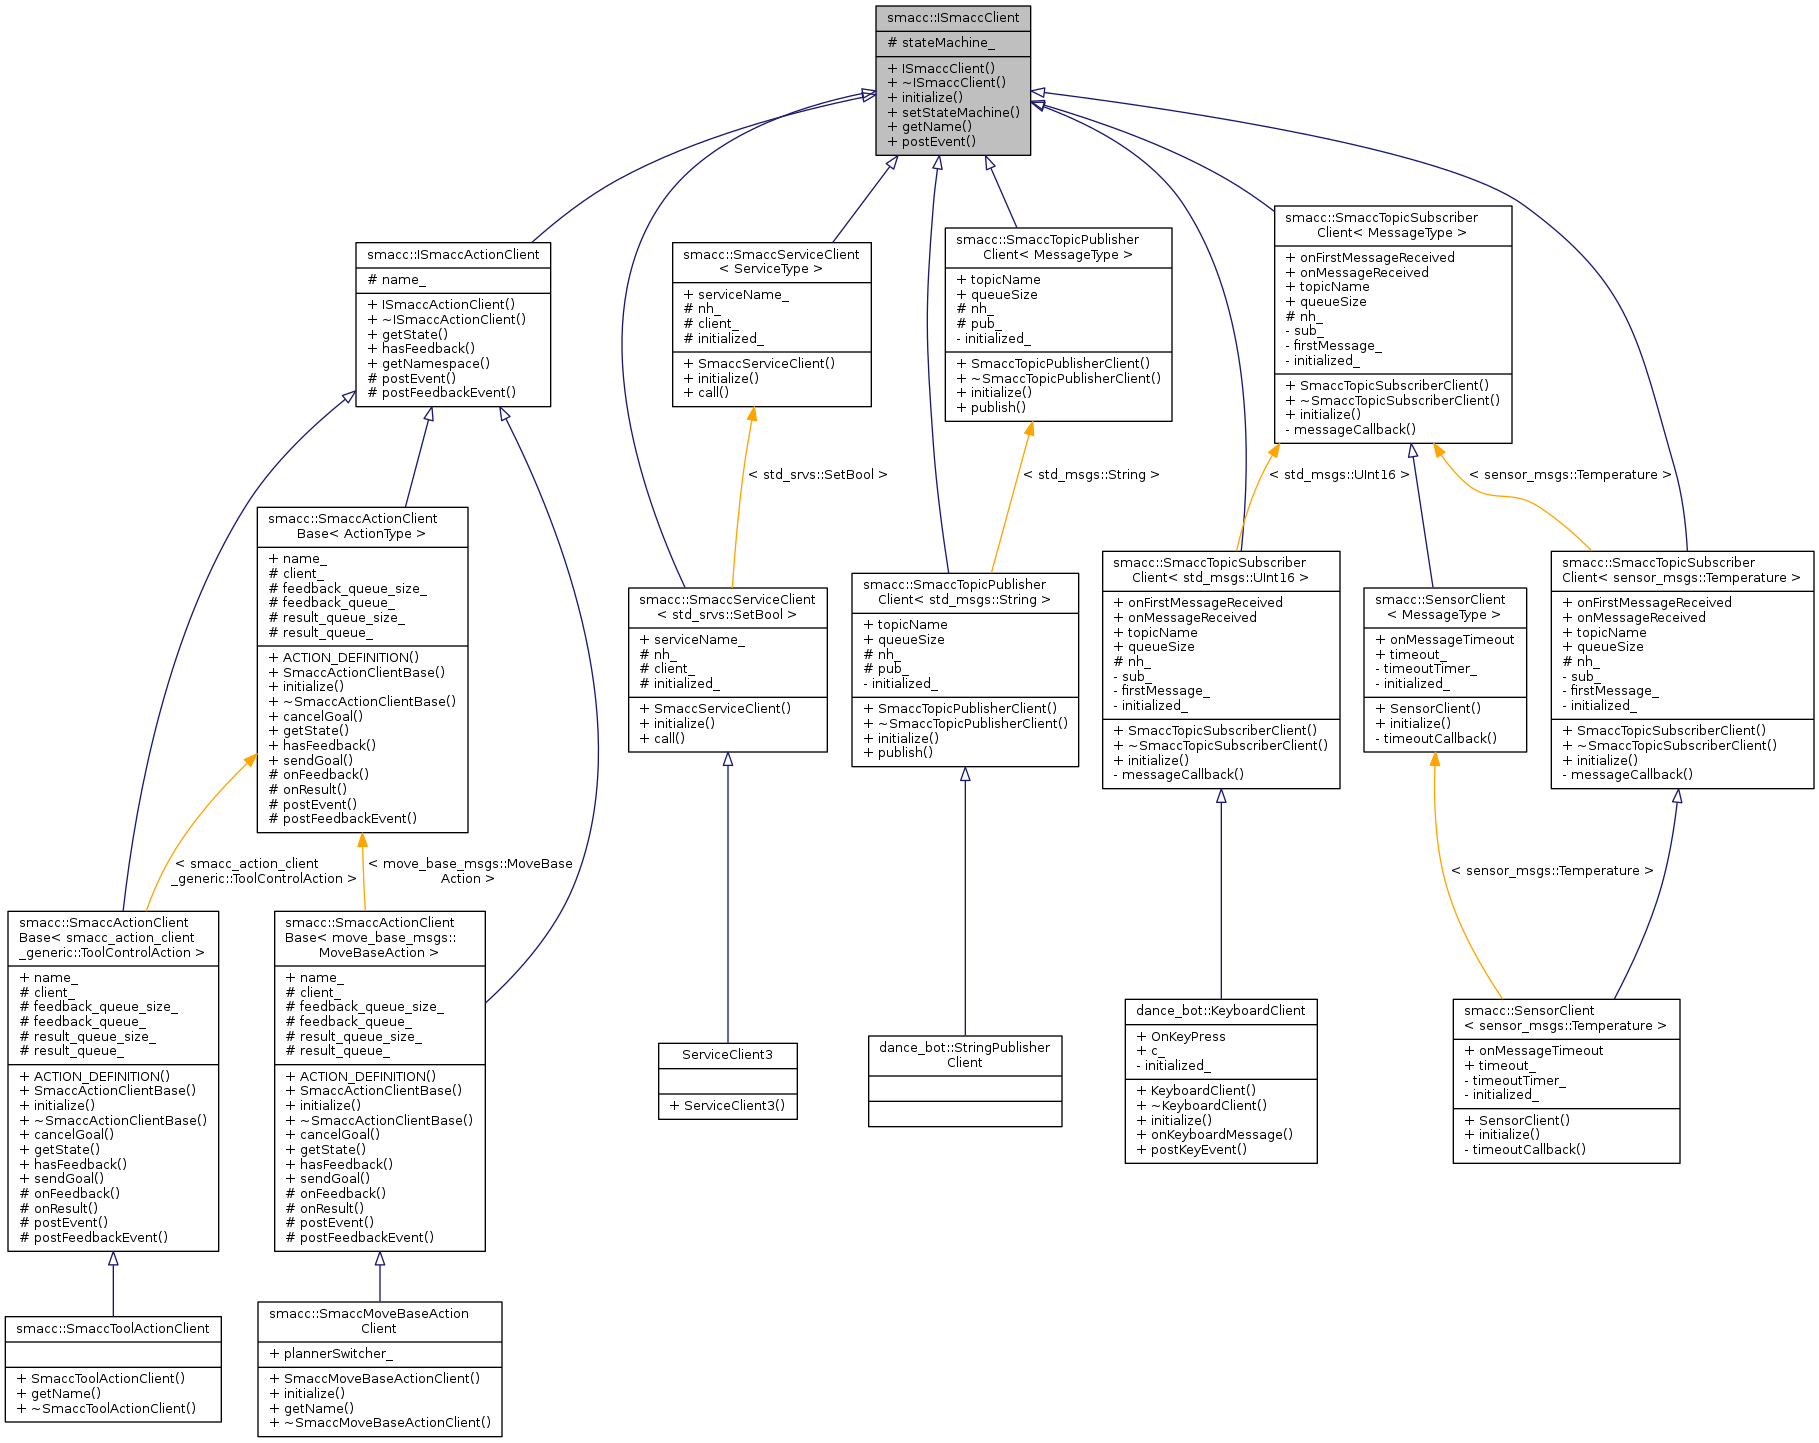 smacc::ISmaccClient
# stateMachine_
+ ISmaccClient()
+ ~ISmaccClient()
+ initialize()
+ setStateMachine()
+ getName()
+ postEvent()
smacc::ISmaccActionClient
# name_
+ ISmaccActionClient()
+ ~ISmaccActionClient()
+ getState()
+ hasFeedback()
+ getNamespace()
# postEvent()
# postFeedbackEvent()
smacc::SmaccServiceClient
< ServiceType >
+ serviceName_
# nh_
# client_
# initialized_
+ SmaccServiceClient()
+ initialize()
+ call()
smacc::SmaccTopicPublisher
Client< MessageType >
+ topicName
+ queueSize
# nh_
# pub_
- initialized_
+ SmaccTopicPublisherClient()
+ ~SmaccTopicPublisherClient()
+ initialize()
+ publish()
smacc::SmaccTopicSubscriber
Client< MessageType >
+ onFirstMessageReceived
+ onMessageReceived
+ topicName
+ queueSize
# nh_
- sub_
- firstMessage_
- initialized_
+ SmaccTopicSubscriberClient()
+ ~SmaccTopicSubscriberClient()
+ initialize()
- messageCallback()
< std_srvs::SetBool >
< std_msgs::String >
< std_msgs::UInt16 >
< sensor_msgs::Temperature >
smacc::SmaccActionClient
Base< ActionType >
+ name_
# client_
# feedback_queue_size_
# feedback_queue_
# result_queue_size_
# result_queue_
+ ACTION_DEFINITION()
+ SmaccActionClientBase()
+ initialize()
+ ~SmaccActionClientBase()
+ cancelGoal()
+ getState()
+ hasFeedback()
+ sendGoal()
# onFeedback()
# onResult()
# postEvent()
# postFeedbackEvent()
smacc::SmaccServiceClient
< std_srvs::SetBool >
+ serviceName_
# nh_
# client_
# initialized_
+ SmaccServiceClient()
+ initialize()
+ call()
smacc::SmaccTopicPublisher
Client< std_msgs::String >
+ topicName
+ queueSize
# nh_
# pub_
- initialized_
+ SmaccTopicPublisherClient()
+ ~SmaccTopicPublisherClient()
+ initialize()
+ publish()
smacc::SmaccTopicSubscriber
Client< std_msgs::UInt16 >
+ onFirstMessageReceived
+ onMessageReceived
+ topicName
+ queueSize
# nh_
- sub_
- firstMessage_
- initialized_
+ SmaccTopicSubscriberClient()
+ ~SmaccTopicSubscriberClient()
+ initialize()
- messageCallback()
smacc::SensorClient
< MessageType >
+ onMessageTimeout
+ timeout_
- timeoutTimer_
- initialized_
+ SensorClient()
+ initialize()
- timeoutCallback()
smacc::SmaccTopicSubscriber
Client< sensor_msgs::Temperature >
+ onFirstMessageReceived
+ onMessageReceived
+ topicName
+ queueSize
# nh_
- sub_
- firstMessage_
- initialized_
+ SmaccTopicSubscriberClient()
+ ~SmaccTopicSubscriberClient()
+ initialize()
- messageCallback()
< smacc_action_client
_generic::ToolControlAction >
< move_base_msgs::MoveBase
Action >
< sensor_msgs::Temperature >
smacc::SmaccActionClient
Base< smacc_action_client
_generic::ToolControlAction >
+ name_
# client_
# feedback_queue_size_
# feedback_queue_
# result_queue_size_
# result_queue_
+ ACTION_DEFINITION()
+ SmaccActionClientBase()
+ initialize()
+ ~SmaccActionClientBase()
+ cancelGoal()
+ getState()
+ hasFeedback()
+ sendGoal()
# onFeedback()
# onResult()
# postEvent()
# postFeedbackEvent()
smacc::SmaccActionClient
Base< move_base_msgs::
MoveBaseAction >
+ name_
# client_
# feedback_queue_size_
# feedback_queue_
# result_queue_size_
# result_queue_
+ ACTION_DEFINITION()
+ SmaccActionClientBase()
+ initialize()
+ ~SmaccActionClientBase()
+ cancelGoal()
+ getState()
+ hasFeedback()
+ sendGoal()
# onFeedback()
# onResult()
# postEvent()
# postFeedbackEvent()
ServiceClient3
+ ServiceClient3()
dance_bot::StringPublisher
Client
dance_bot::KeyboardClient
+ OnKeyPress
+ c_
- initialized_
+ KeyboardClient()
+ ~KeyboardClient()
+ initialize()
+ onKeyboardMessage()
+ postKeyEvent()
smacc::SensorClient
< sensor_msgs::Temperature >
+ onMessageTimeout
+ timeout_
- timeoutTimer_
- initialized_
+ SensorClient()
+ initialize()
- timeoutCallback()
smacc::SmaccToolActionClient
+ SmaccToolActionClient()
+ getName()
+ ~SmaccToolActionClient()
smacc::SmaccMoveBaseAction
Client
+ plannerSwitcher_
+ SmaccMoveBaseActionClient()
+ initialize()
+ getName()
+ ~SmaccMoveBaseActionClient()